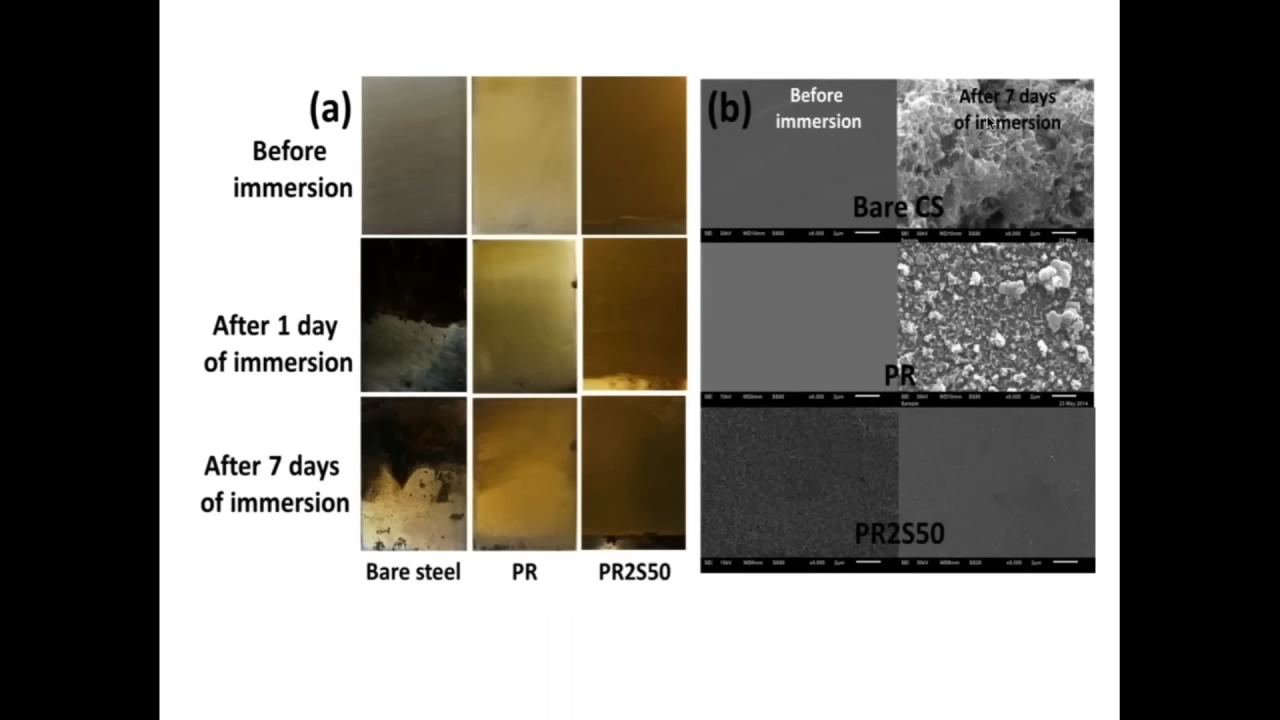 (a)
Before
immersion
After 1 day
of immersion
After 7 days
of immersion
Bare steel
PR
PR2S50
(b)
Before
immersion
After 7 days
of immersion
Bare CS
PR
PR2S50